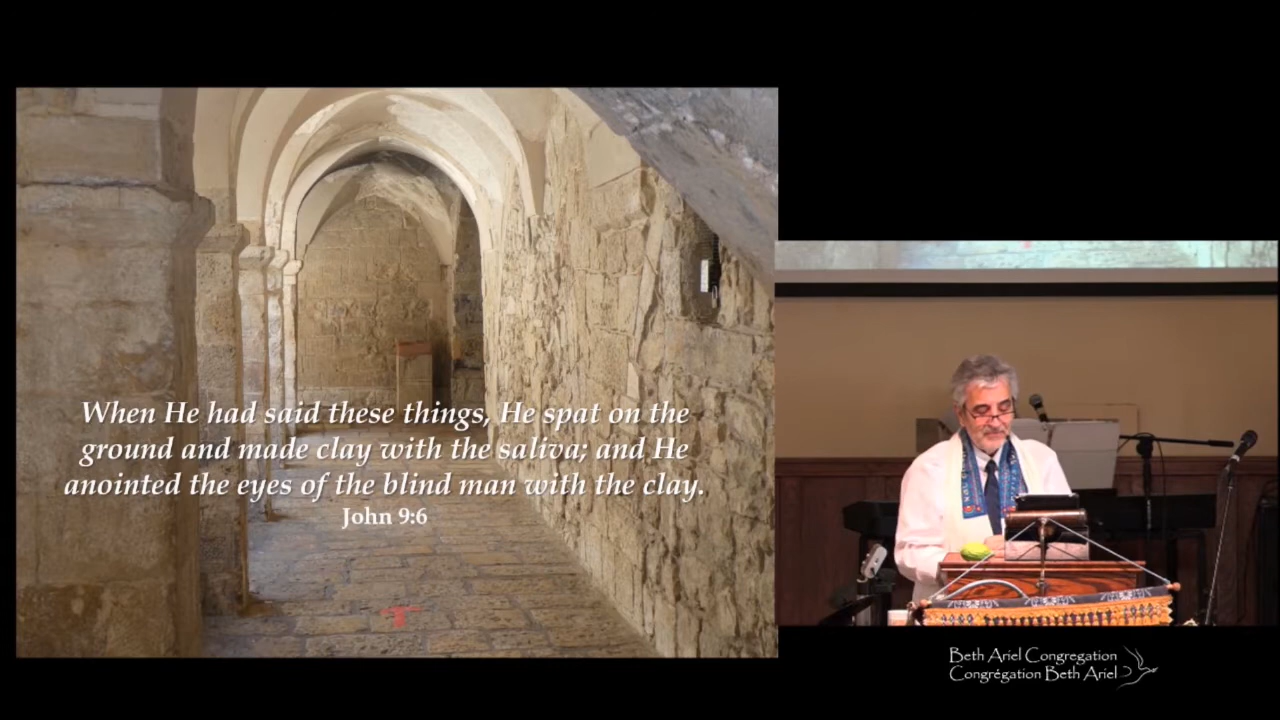 When He had said these things, He spat on the
ground and made clay with the saliva; and He
anointed the eyes of the blind man with the clay.
John 9:6
Beth Ariel Congregation
Congrégation Beth Ariel